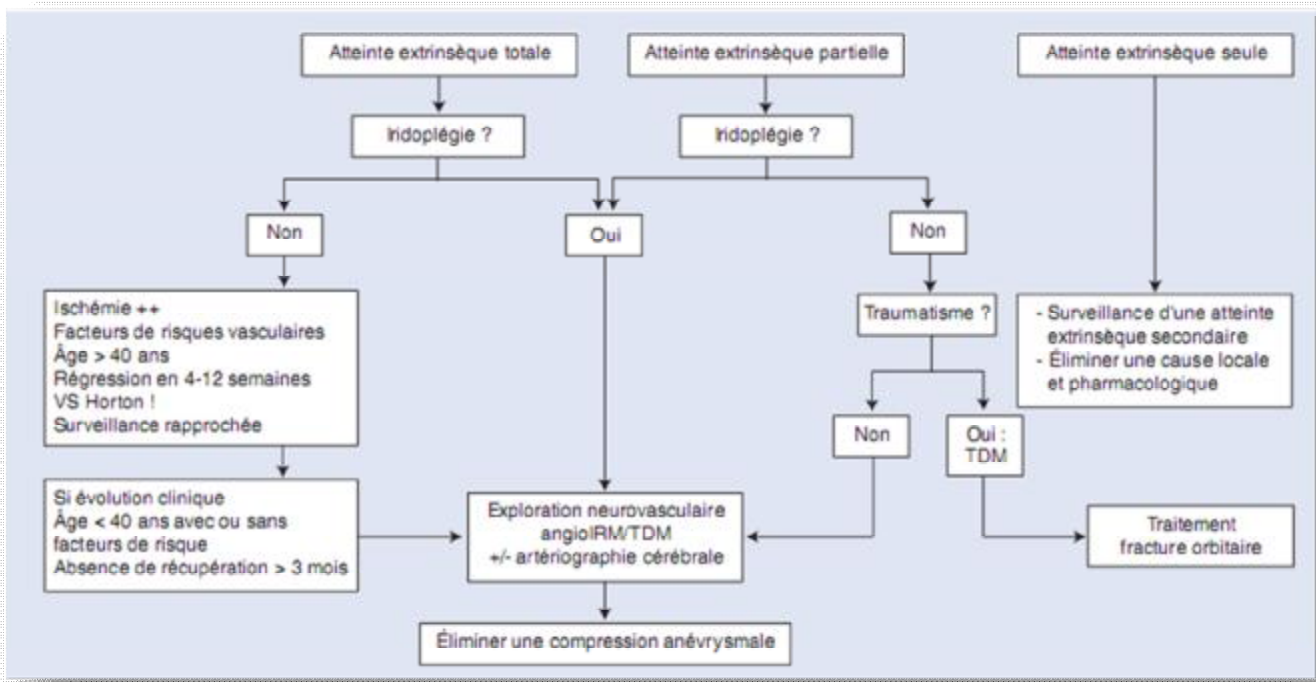 Atteinte extrinsèque totale
Atteinte extrinsèque partielle
Atteinte extrinsèque seule
Iridoplégie ?
Iridoplégie ?
Non
Oui
Non
Ischémie ++
Facteurs de risques vasculaires
Âge > 40 ans
Régression en 4-12 semaines
VS Horton !
Surveillance rapprochée
Traumatisme ?
- Surveillance d'une atteinte
extrinsèque secondaire
- Éliminer une cause locale
et pharmacologique
Non
Oui :
TDM
Si évolution clinique
Âge < 40 ans avec ou sans
facteurs de risque
Absence de récupération > 3 mois
Exploration neurovasculaire
angioIRM/TDM
+/- artériographie cérébrale
Traitement
fracture orbitaire
Éliminer une compression anévrysmale